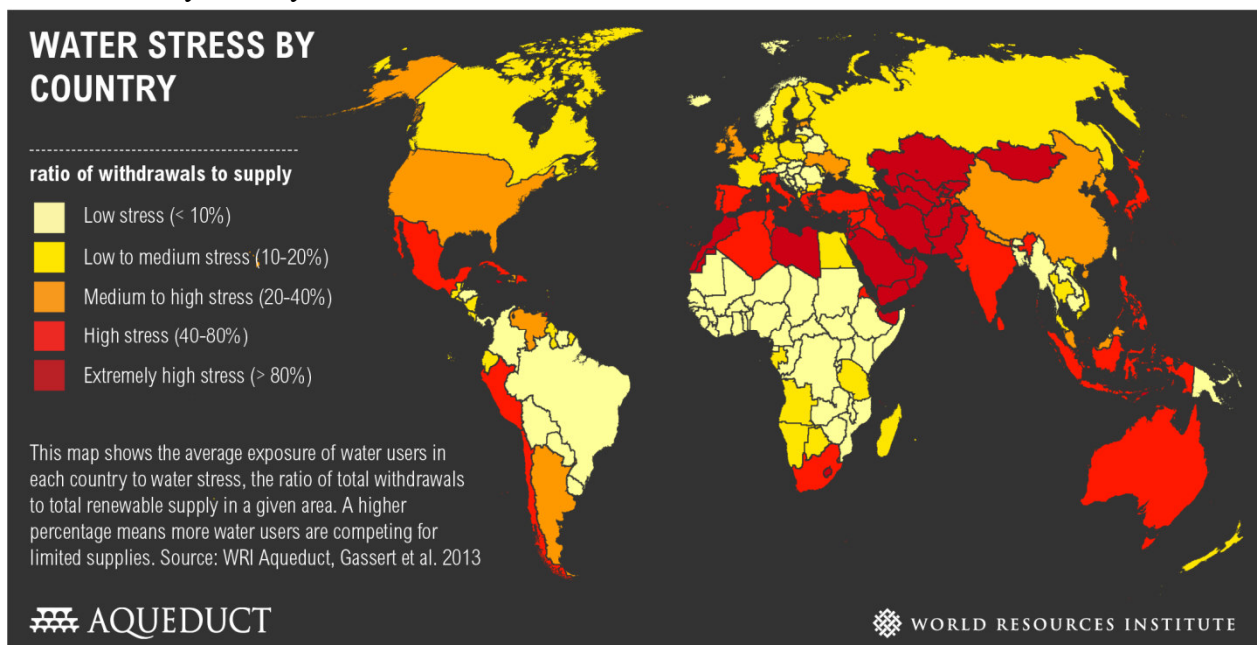 WATER STRESS BY
COUNTRY
ratio of withdrawals to supply
Low stress (< 10%)
Low to medium stress (10-20%)
Medium to high stress (20-40%)
High stress (40-80%)
Extremely high stress (> 80%)
This map shows the average exposure of water users in
each country to water stress, the ratio of total withdrawals
to total renewable supply in a given area. A higher
percentage means more water users are competing for
limited supplies. Source: WRI Aqueduct, Gassert et al. 2013
AQUEDUCT
WORLD RESOURCES INSTITUTE